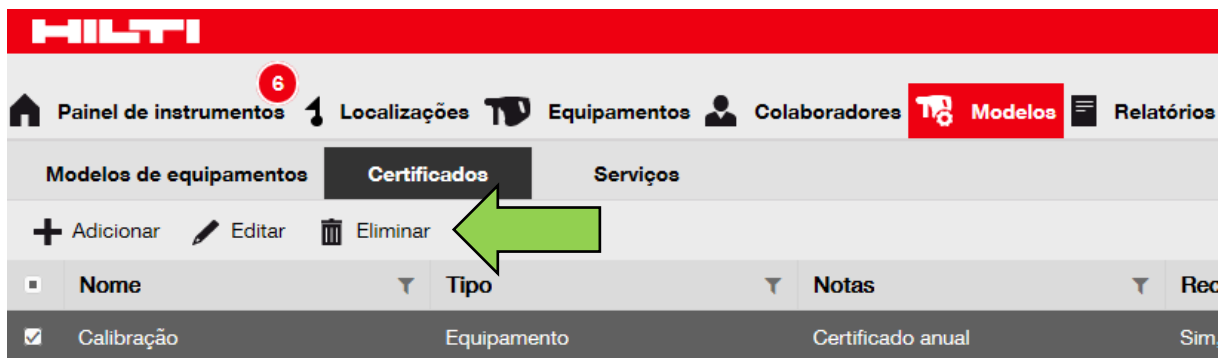 HILTI
6
Painel de instrumentos Localizações Equipamentos Colaboradores Modelos Relatórios
Modelos de equipamentos Certificados Serviços
Adicionar Editar Eliminar
Nome Tipo Notas Rec
Calibração Equipamento Certificado anual Sim,